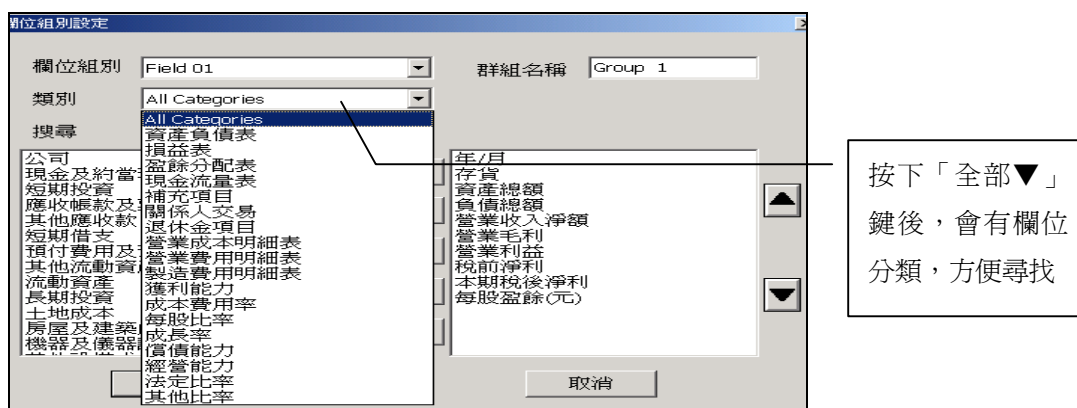 欄位組別設定
欄位組別 Field 01 群組名稱 Group 1
類別 All Categories
搜尋
All Categories
資產負債表
損益表
盈餘分配表
現金流量表
補充項目
關係人交易
退休金項目
營業成本明細表
營業費用明細表
製造費用明細表
獲利能力
成本費用率
每股比率
成長率
償債能力
經營能力
法定比率
其他比率
公司
現金及約當
短期投資
應收帳款及
其他應收款
短期借支
預付費用及
其他流動資
流動資產
長期投資
土地成本
房屋及建築
機器及儀器
年/月
存貨
資產總額
負債總額
營業收入淨額
營業毛利
營業利益
稅前淨利
本期稅後淨利
每股盈餘(元)
取消
按下「全部▼」
鍵後，會有欄位
分類，方便尋找